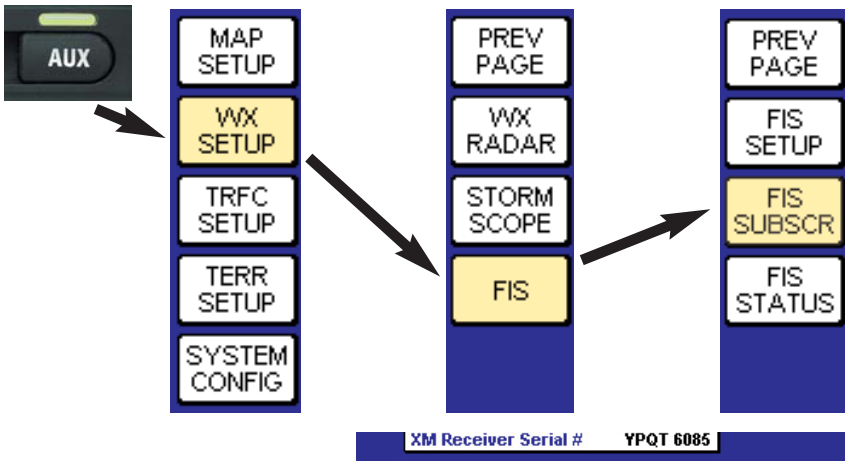 AUX
MAP
SETUP
WX
SETUP
TRFC
SETUP
TERR
SETUP
SYSTEM
CONFIG
PREV
PAGE
WX
RADAR
STORM
SCOPE
FIS
PREV
PAGE
FIS
SETUP
FIS
SUBSCR
FIS
STATUS
XM Receiver Serial # YPQT 6085